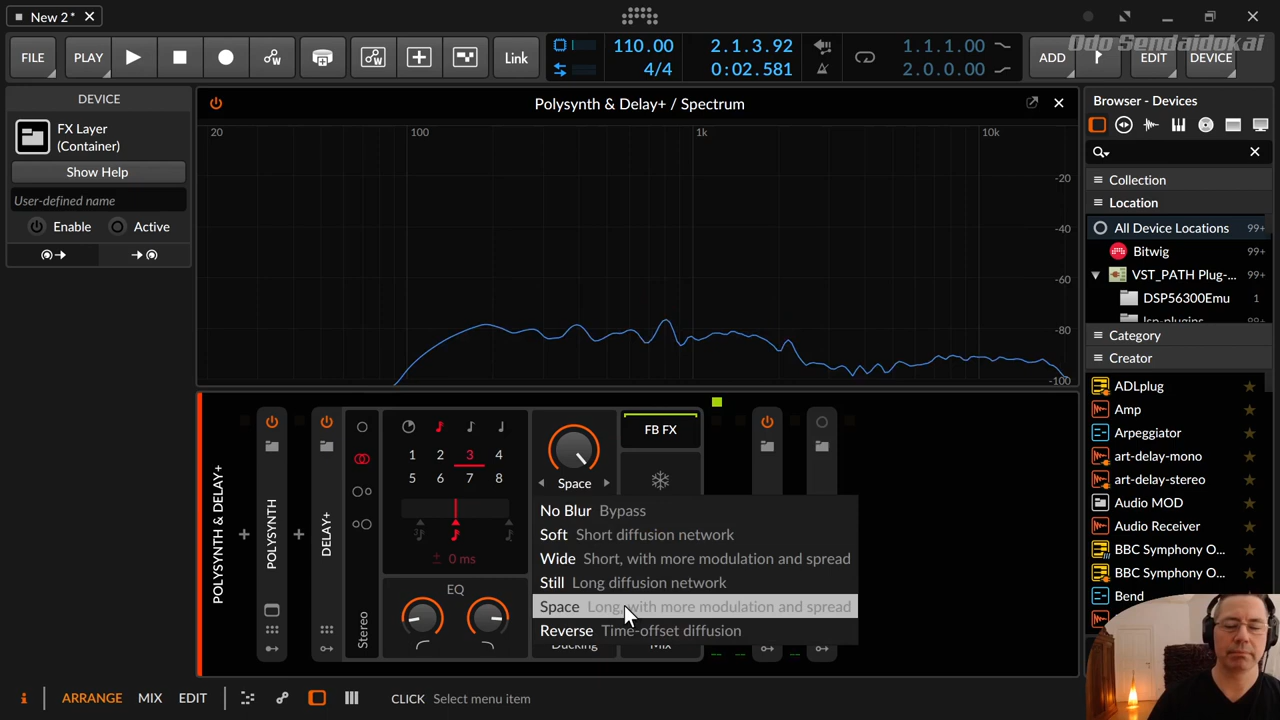 New 2*
Odo Sendaidokai
FILE
PLAY
Link
110.00
4/4
2.1.3.92
0:02.581
1.1.1.00
2.0.0.00
ADD
EDIT
DEVICE
DEVICE
FX Layer
(Container)
Show Help
User-defined name
Enable
Active
Polysynth & Delay+ / Spectrum
20
100
1k
10k
-20
-40
-60
-80
-100
Browser - Devices
Collection
Location
All Device Locations 99+
Bitwig 99+
VST_PATH Plug-... 99+
DSP56300Emu 1
lsp-plugins
Category
Creator
ADLplug
Amp
Arpeggiator
art-delay-mono
art-delay-stereo
Audio MOD
Audio Receiver
BBC Symphony O...
BBC Symphony O...
Bend
POLYSYNTH & DELAY+
POLYSYNTH
DELAY+
Stereo
1 2 3 4
5 6 7 8
± 0 ms
EQ
Space
FB FX
No Blur Bypass
Soft Short diffusion network
Wide Short, with more modulation and spread
Still Long diffusion network
Space Long, with more modulation and spread
Reverse Time-offset diffusion
Ducking
Mix
ARRANGE
MIX
EDIT
CLICK Select menu item